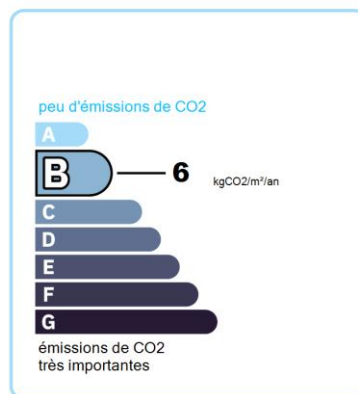 peu d'émissions de CO2
A
B 6 kgCO2/m²/an
C
D
E
F
G
émissions de CO2
très importantes